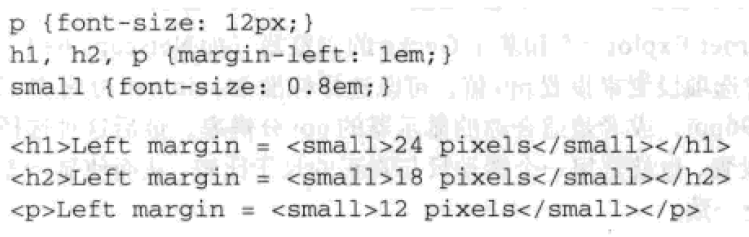 p {font-size: 12px;}
h1, h2, p {margin-left: 1em;}
small {font-size: 0.8em;}
<h1>Left margin = <small>24 pixels</small></h1>
<h2>Left margin = <small>18 pixels</small></h2>
<p>Left margin = <small>12 pixels</small></p>